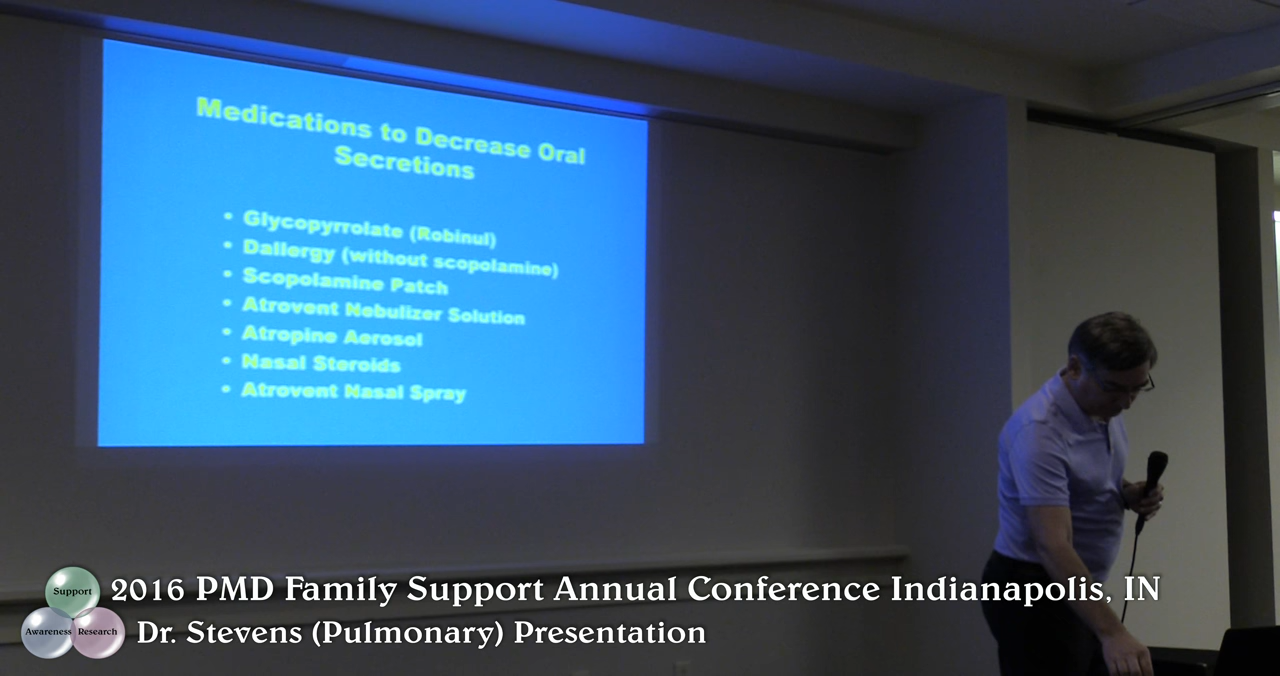 Medications to Decrease Oral
Secretions
• Glycopyrrolate (Robinul)
• Dallergy (without scopolamine)
• Scopolamine Patch
• Atrovent Nebulizer Solution
• Atropine Aerosol
• Nasal Steroids
• Atrovent Nasal Spray
Support
Awareness Research
2016 PMD Family Support Annual Conference Indianapolis, IN
Dr. Stevens (Pulmonary) Presentation